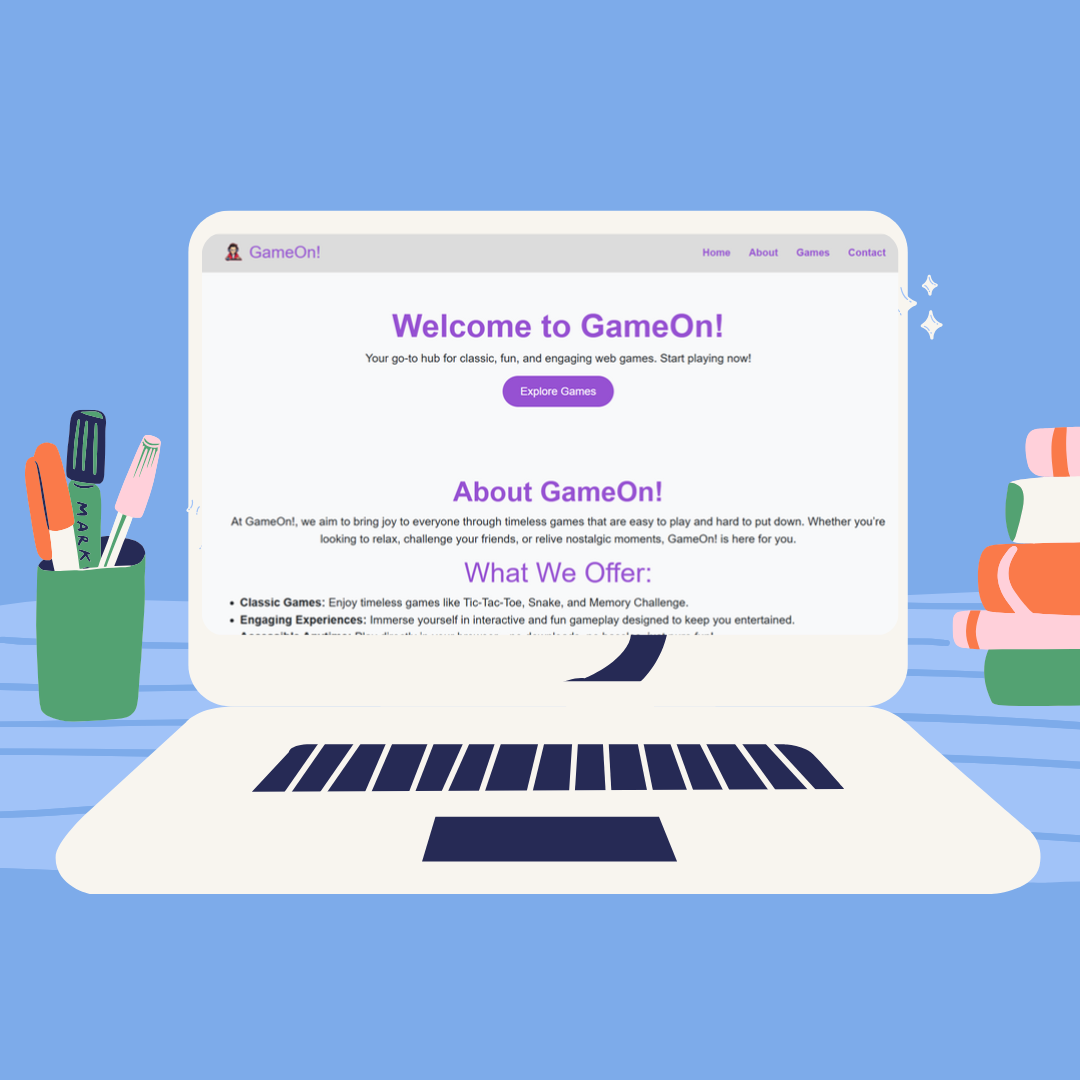 GameOn!
Home About Games Contact
Welcome to GameOn!
Your go-to hub for classic, fun, and engaging web games. Start playing now!
Explore Games
About GameOn!
At GameOn!, we aim to bring joy to everyone through timeless games that are easy to play and hard to put down. Whether you're
looking to relax, challenge your friends, or relive nostalgic moments, GameOn! is here for you.
What We Offer:
• Classic Games: Enjoy timeless games like Tic-Tac-Toe, Snake, and Memory Challenge.
• Engaging Experiences: Immerse yourself in interactive and fun gameplay designed to keep you entertained.
MARK